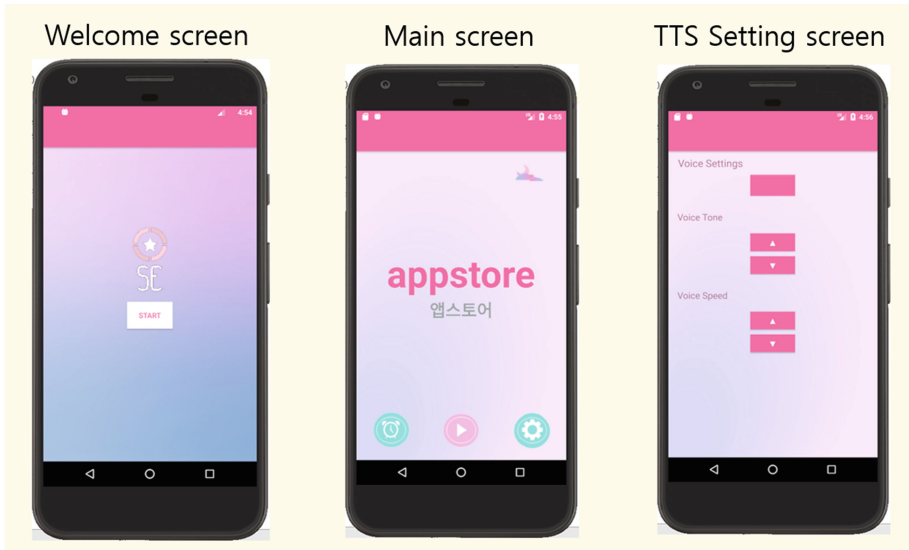 Welcome screen
4:54
SE
START
Main screen
4:55
appstore
앱스토어
TTS Setting screen
4:56
Voice Settings
Voice Tone
▲
▼
Voice Speed
▲
▼